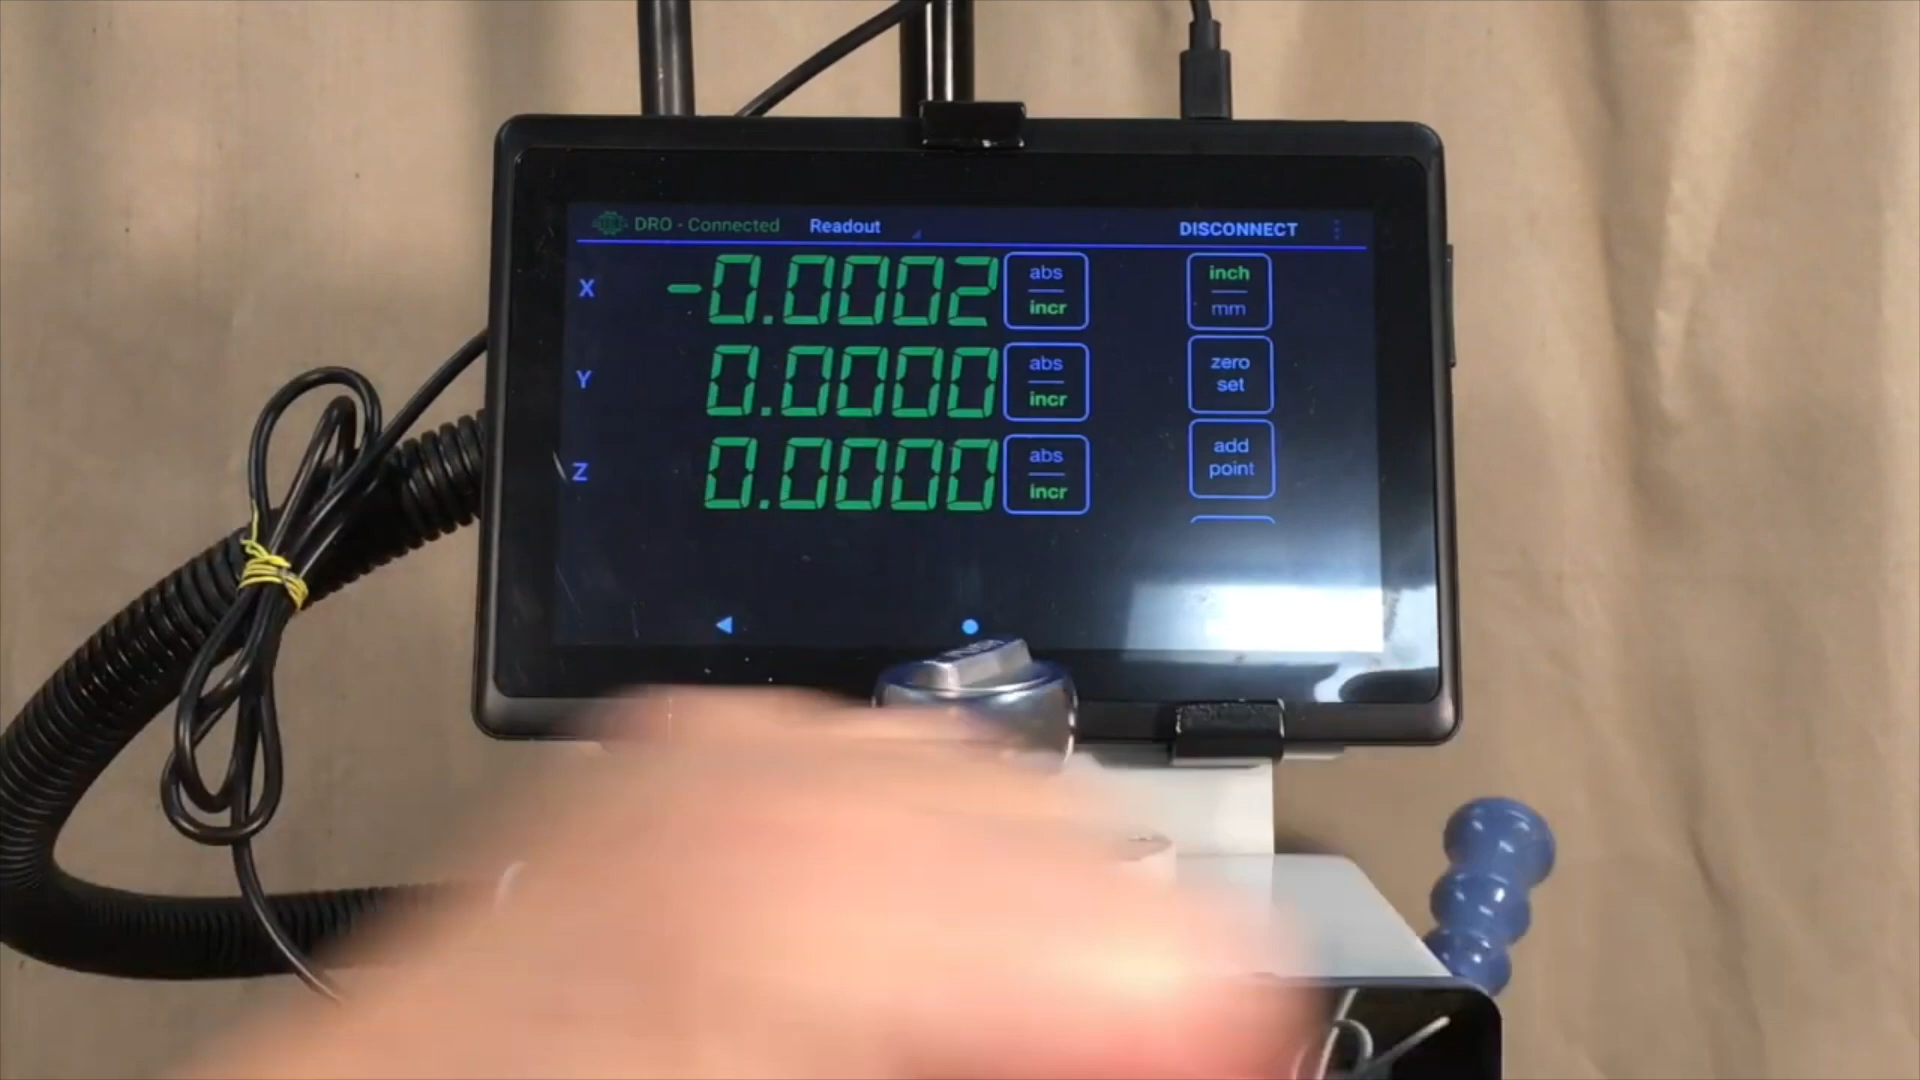 DRO - Connected Readout DISCONNECT
X -0.0002 abs incr inch mm
Y 0.0000 abs incr zero set
Z 0.0000 abs incr add point